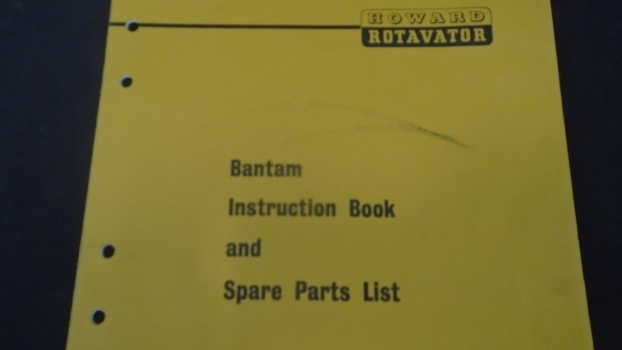 HOWARD
ROTAVATOR
Bantam
Instruction Book
and
Spare Parts List